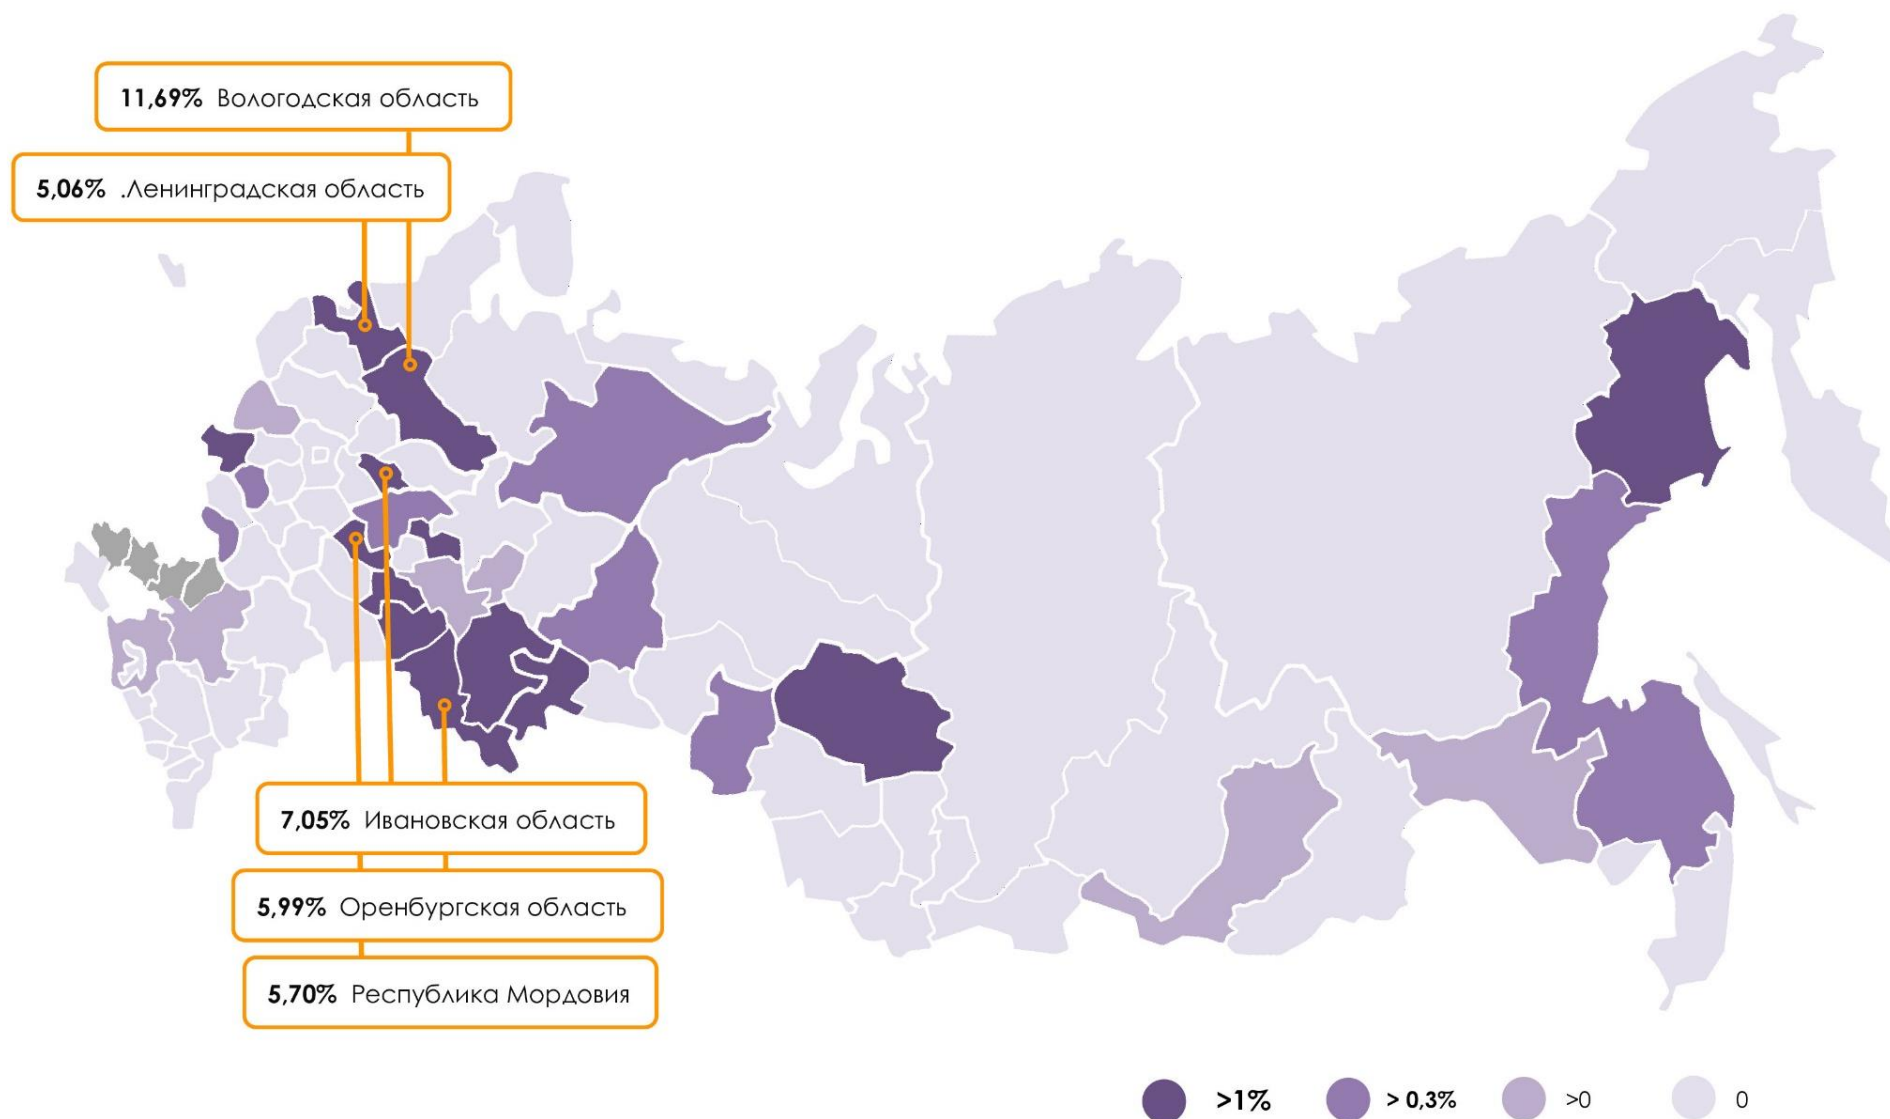 11,69% Вологодская область
5,06% .Ленинградская область
7,05% Ивановская область
5,99% Оренбургская область
5,70% Республика Мордовия
>1% > 0,3% >0 0